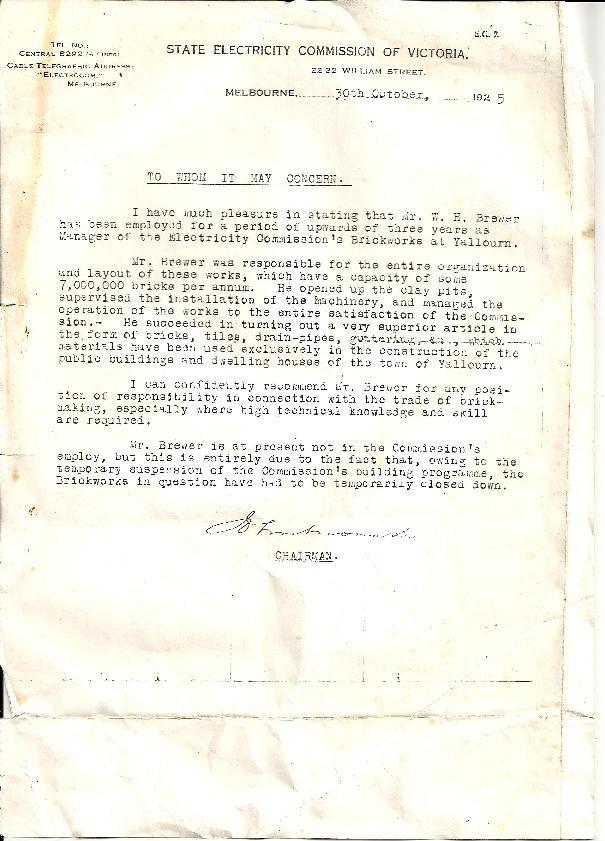 S.C. 2
TEL. NO.:
CENTRAL 8292
CABLE TELEGRAPHIC ADDRESS:
"ELECTROCOM,"
MELBOURNE
STATE ELECTRICITY COMMISSION OF VICTORIA.
22-32 WILLIAM STREET.
MELBOURNE, 30th October, 1925
TO WHOM IT MAY CONCERN.
I have much pleasure in stating that Mr. W. H. Brewer
has been employed for a period of upwards of three years as
Manager of the Electricity Commission's Brickworks at Yallourn.
Mr. Brewer was responsible for the entire organization
and layout of these works, which have a capacity of some
7,000,000 bricks per annum. He opened up the clay pits,
supervised the installation of the machinery, and managed the
operation of the works to the entire satisfaction of the Commis-
sion.- He succeeded in turning out a very superior article in
the form of bricks, tiles, drain-pipes, guttering, which
materials have been used exclusively in the construction of the
public buildings and dwelling houses of the town of Yallourn.
I can confidently recommend Mr. Brewer for any posi-
tion of responsibility in connection with the trade of brick-
making, especially where high technical knowledge and skill
are required.
Mr. Brewer is at present not in the Commission's
employ, but this is entirely due to the fact that, owing to the
temporary suspension of the Commission's building programme, the
Brickworks in question have had to be temporarily closed down.
CHAIRMAN.